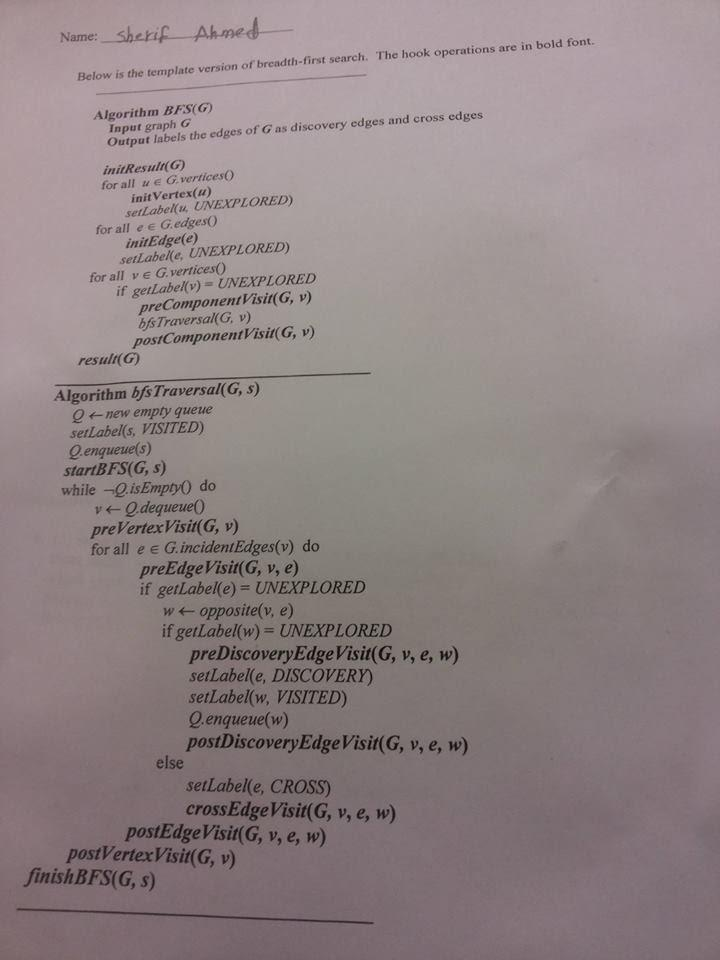 Name: Sherif Ahmed
Below is the template version of breadth-first search. The hook operations are in bold font.
Algorithm BFS(G)
Input graph G
Output labels the edges of G as discovery edges and cross edges
initResult(G)
for all u ∈ G.vertices()
initVertex(u)
setLabel(u, UNEXPLORED)
for all e ∈ G.edges()
initEdge(e)
setLabel(e, UNEXPLORED)
for all v ∈ G.vertices()
if getLabel(v) = UNEXPLORED
preComponentVisit(G, v)
bfsTraversal(G, v)
postComponentVisit(G, v)
result(G)
Algorithm bfsTraversal(G, s)
Q ← new empty queue
setLabel(s, VISITED)
Q.enqueue(s)
startBFS(G, s)
while ¬Q.isEmpty() do
v ← Q.dequeue()
preVertexVisit(G, v)
for all e ∈ G.incidentEdges(v) do
preEdgeVisit(G, v, e)
if getLabel(e) = UNEXPLORED
w ← opposite(v, e)
if getLabel(w) = UNEXPLORED
preDiscoveryEdgeVisit(G, v, e, w)
setLabel(e, DISCOVERY)
setLabel(w, VISITED)
Q.enqueue(w)
postDiscoveryEdgeVisit(G, v, e, w)
else
setLabel(e, CROSS)
crossEdgeVisit(G, v, e, w)
postEdgeVisit(G, v, e, w)
postVertexVisit(G, v)
finishBFS(G, s)